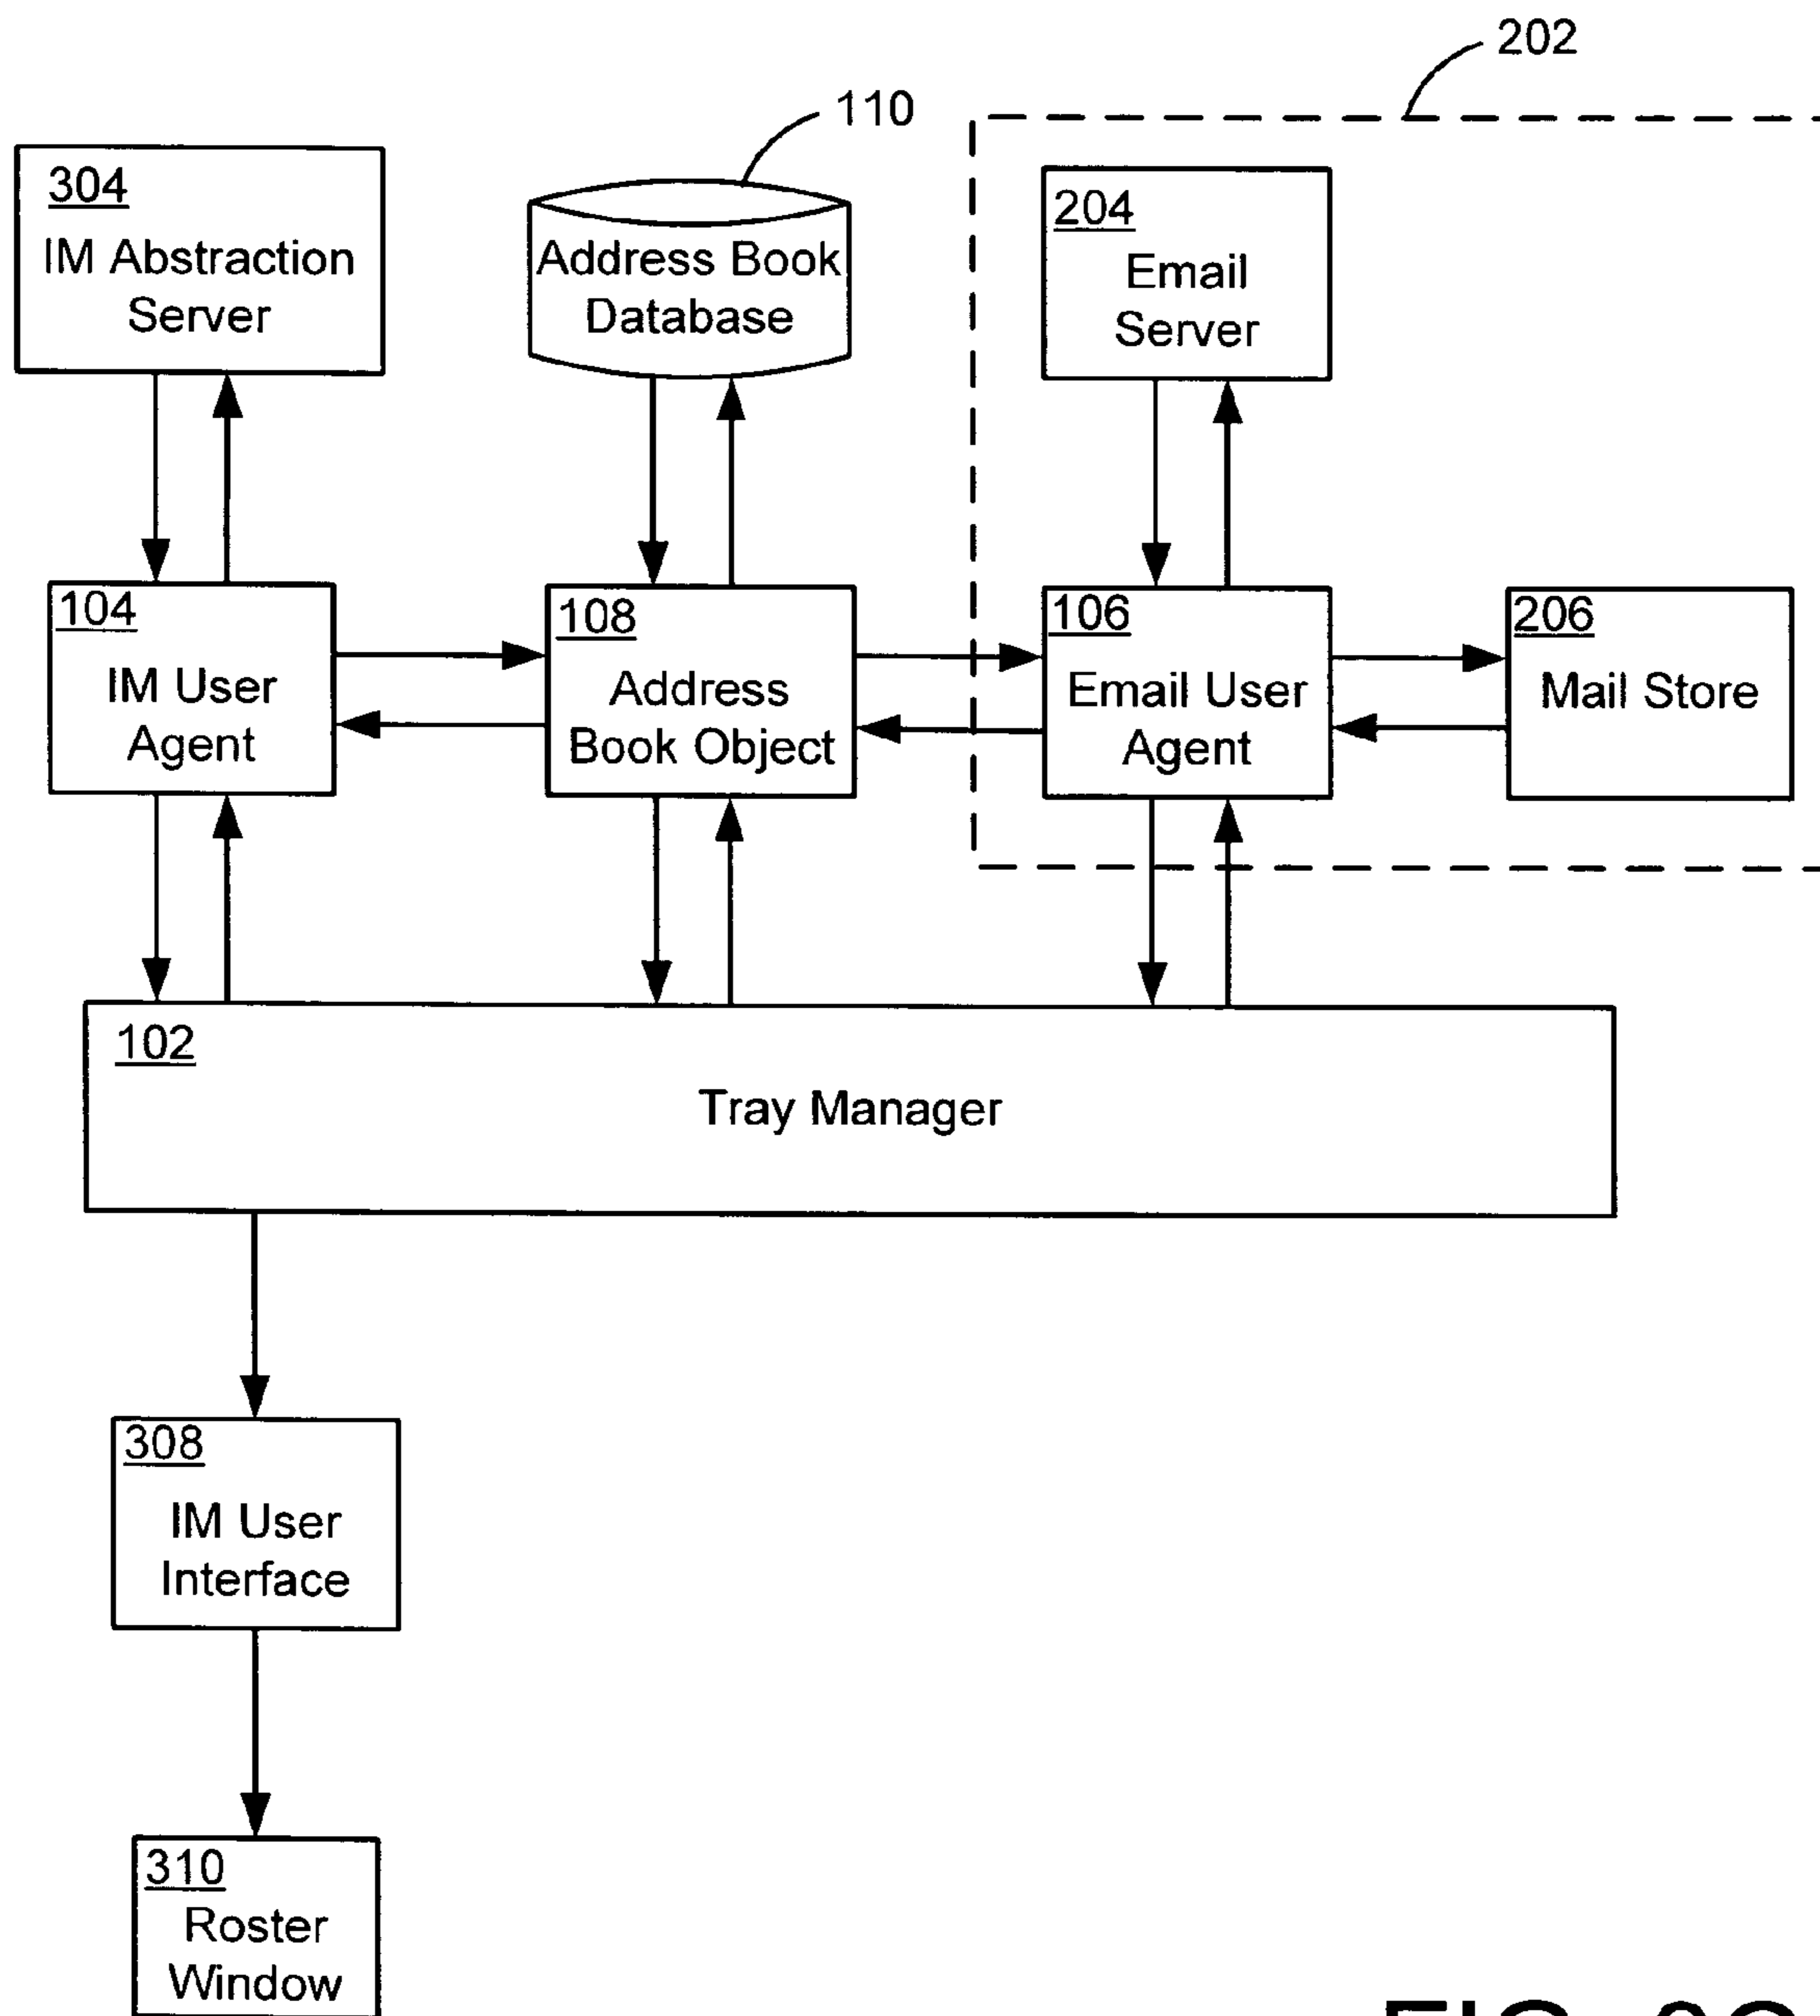 202
110
304
IM Abstraction
Server
Address Book
Database
204
Email
Server
104
IM User
Agent
108
Address
Book Object
106
Email User
Agent
206
Mail Store
102
Tray Manager
308
IM User
Interface
310
Roster
Window